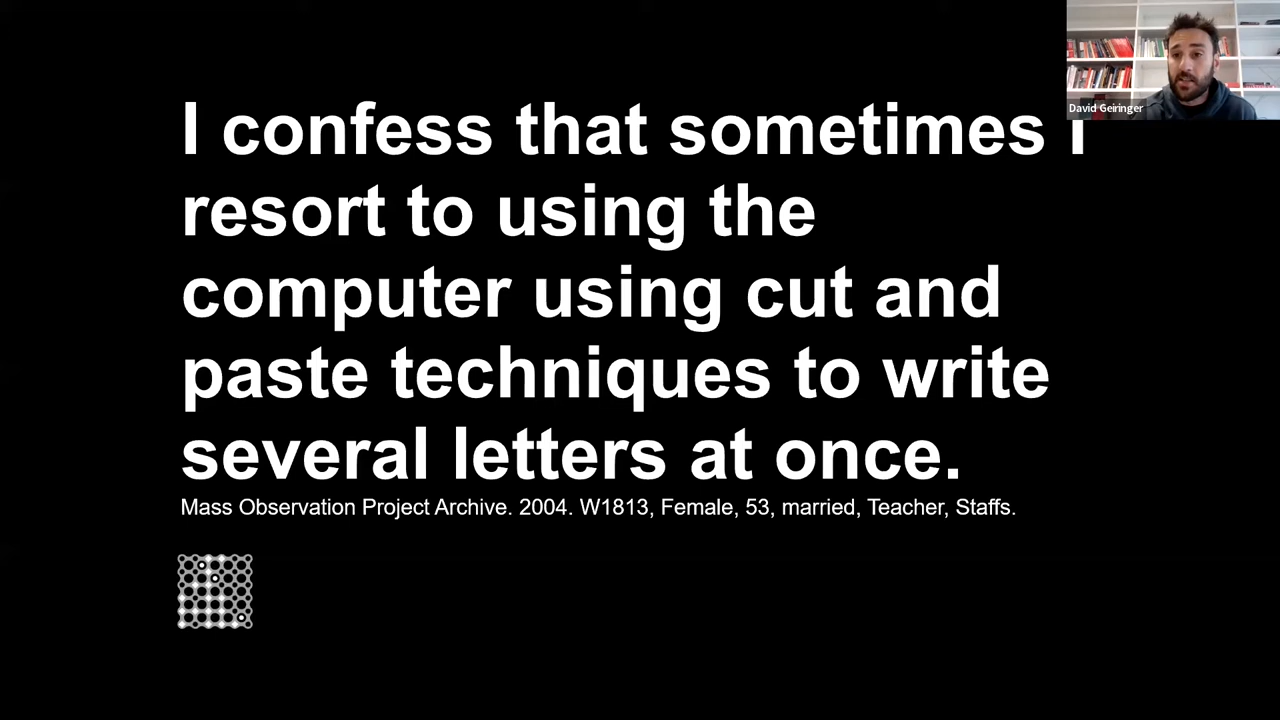 I confess that sometimes I
resort to using the
computer using cut and
paste techniques to write
several letters at once.
Mass Observation Project Archive. 2004. W1813, Female, 53, married, Teacher, Staffs.
David Geiringer